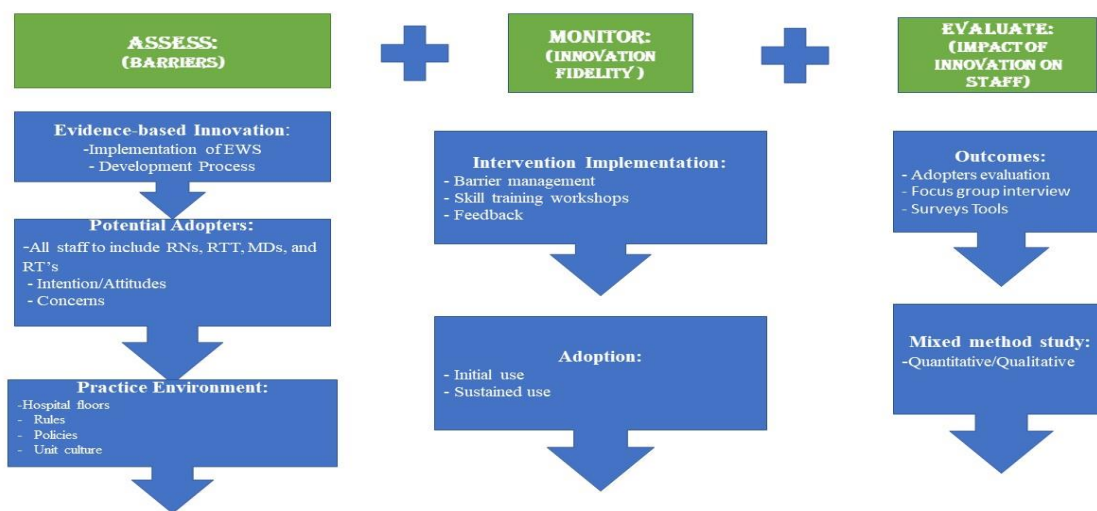 ASSESS:
(BARRIERS)
Evidence-based Innovation:
-Implementation of EWS
- Development Process
Potential Adopters:
-All staff to include RNs, RTT, MDs, and
RT's
- Intention/Attitudes
- Concerns
Practice Environment:
-Hospital floors
- Rules
- Policies
- Unit culture
MONITOR:
(INNOVATION
FIDELITY )
Intervention Implementation:
- Barrier management
- Skill training workshops
- Feedback
Adoption:
- Initial use
- Sustained use
EVALUATE:
(IMPACT OF
INNOVATION ON
STAFF)
Outcomes:
- Adopters evaluation
- Focus group interview
- Surveys Tools
Mixed method study:
-Quantitative/Qualitative